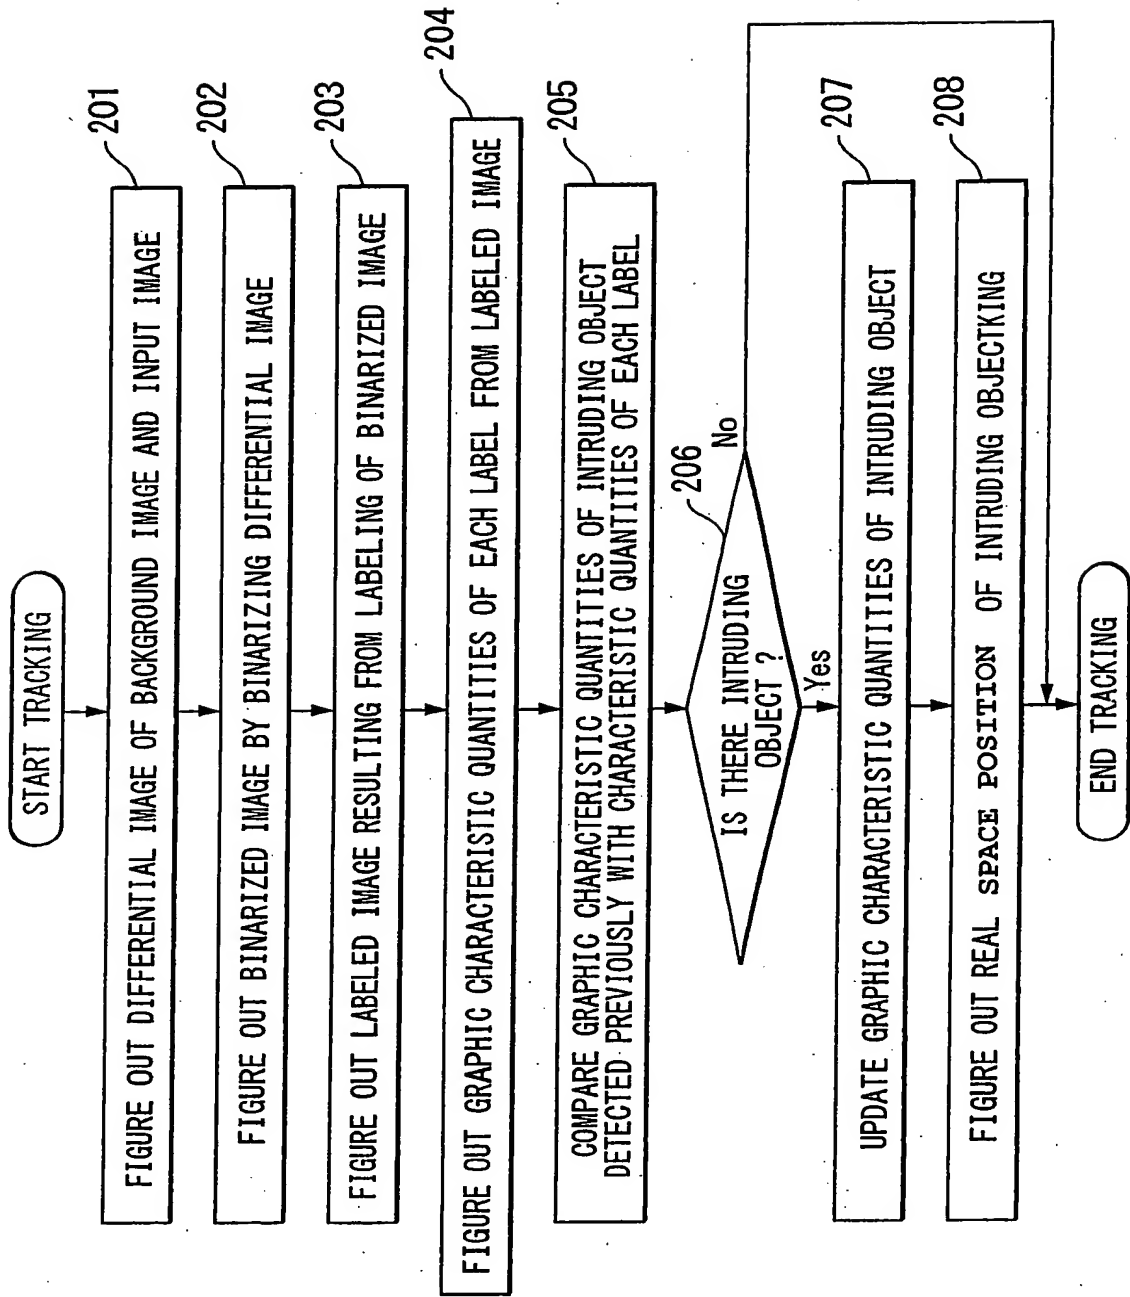 START TRACKING
201
FIGURE OUT DIFFERENTIAL IMAGE OF BACKGROUND IMAGE AND INPUT IMAGE
202
FIGURE OUT BINARIZED IMAGE BY BINARIZING DIFFERENTIAL IMAGE
203
FIGURE OUT LABELED IMAGE RESULTING FROM LABELING OF BINARIZED IMAGE
204
FIGURE OUT GRAPHIC CHARACTERISTIC QUANTITIES OF EACH LABEL FROM LABELED IMAGE
205
COMPARE GRAPHIC CHARACTERISTIC QUANTITIES OF INTRUDING OBJECT
DETECTED PREVIOUSLY WITH CHARACTERISTIC QUANTITIES OF EACH LABEL
206
IS THERE INTRUDING
OBJECT ?
No
Yes
207
UPDATE GRAPHIC CHARACTERISTIC QUANTITIES OF INTRUDING OBJECT
208
FIGURE OUT REAL SPACE POSITION OF INTRUDING OBJECTKING
END TRACKING